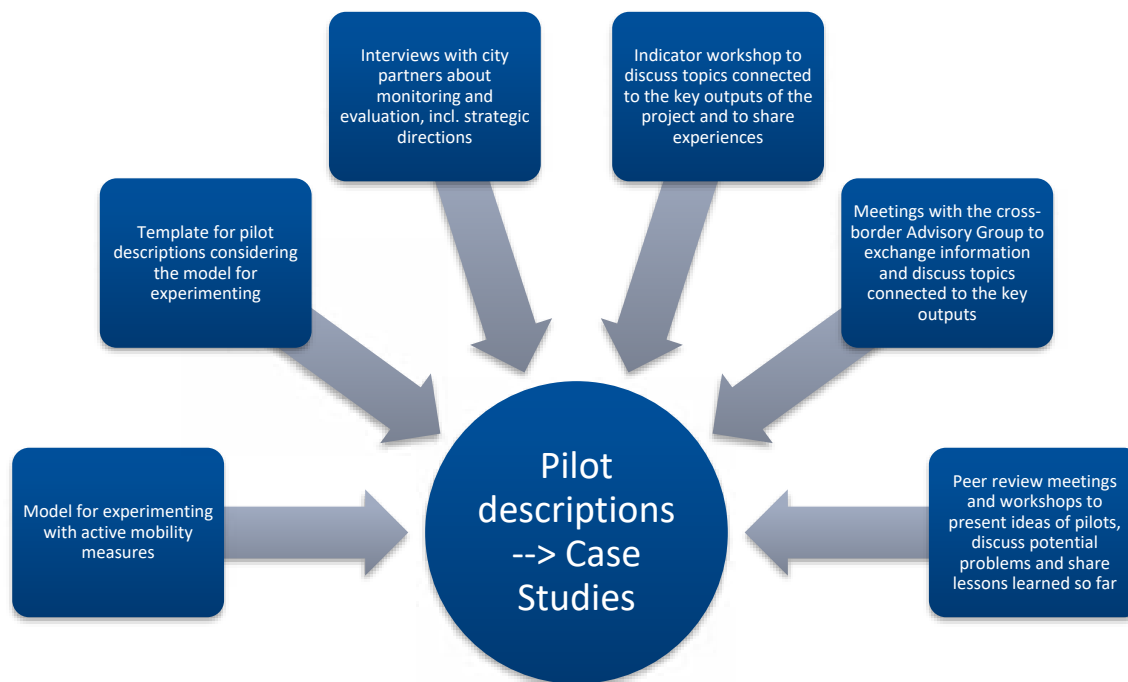 Interviews with city
partners about
monitoring and
evaluation, incl. strategic
directions
Indicator workshop to
discuss topics connected
to the key outputs of the
project and to share
experiences
Template for pilot
descriptions considering
the model for
experimenting
Meetings with the cross-
border Advisory Group to
exchange information
and discuss topics
connected to the key
outputs
Model for experimenting
with active mobility
measures
Pilot
descriptions
--> Case
Studies
Peer review meetings
and workshops to
present ideas of pilots,
discuss potential
problems and share
lessons learned so far